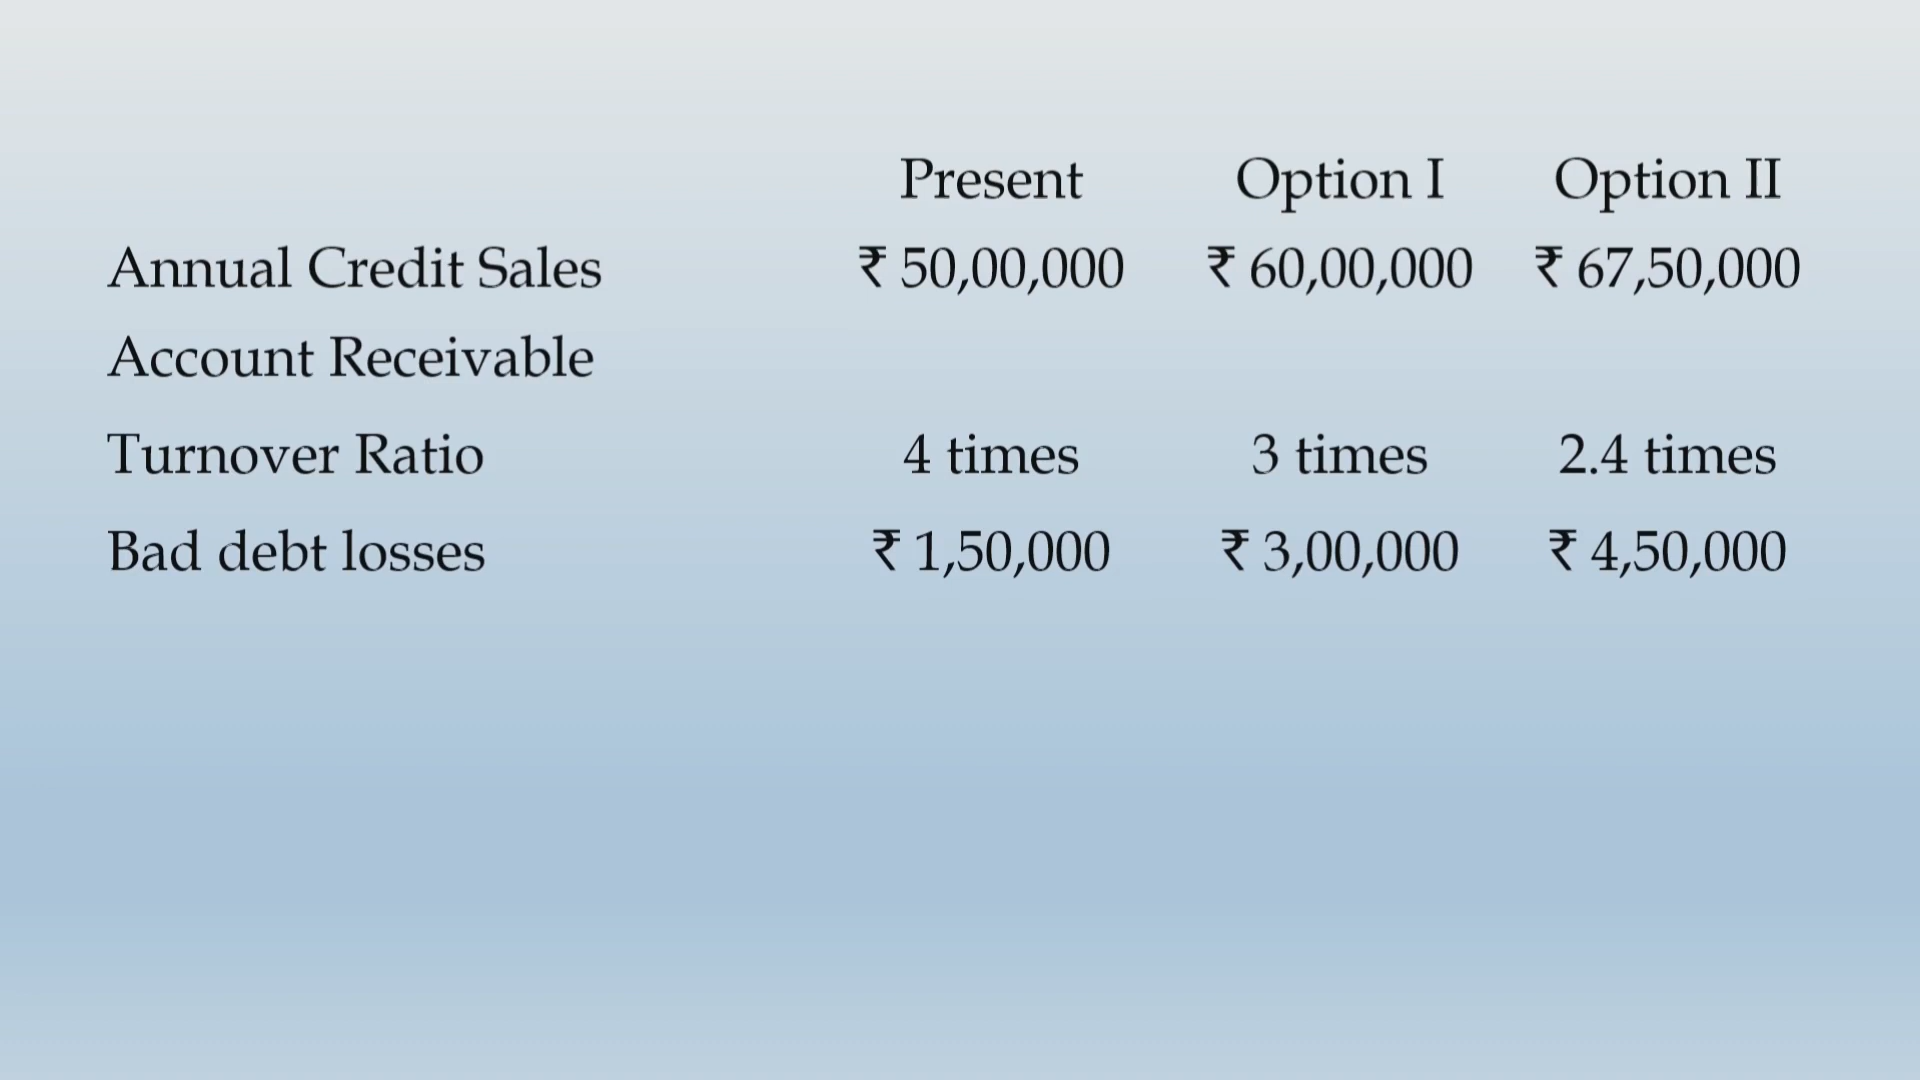 Present Option I Option II
Annual Credit Sales ₹ 50,00,000 ₹ 60,00,000 ₹ 67,50,000
Account Receivable
Turnover Ratio 4 times 3 times 2.4 times
Bad debt losses ₹ 1,50,000 ₹ 3,00,000 ₹ 4,50,000